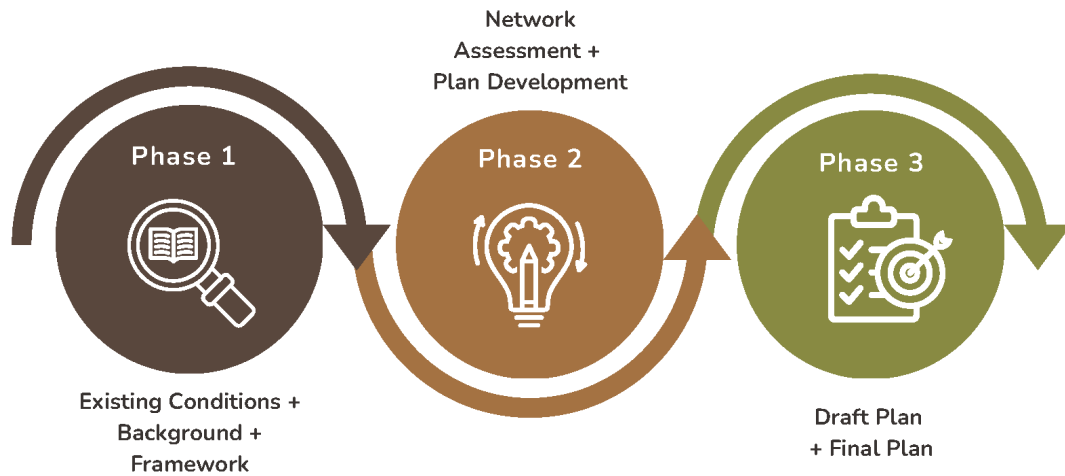 Phase 1
Existing Conditions +
Background +
Framework
Network
Assessment +
Plan Development
Phase 2
Phase 3
Draft Plan
+ Final Plan